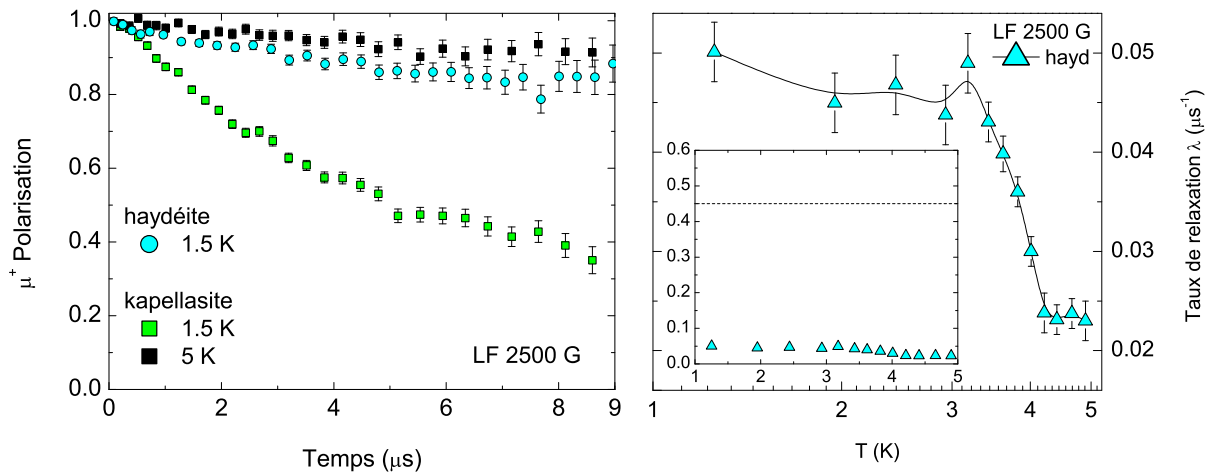 μ⁺ Polarisation
1.0
0.8
0.6
0.4
0.2
0.0
haydéite
1.5 K
kapellasite
1.5 K
5 K
LF 2500 G
0 2 4 6 8 9
Temps (μs)
LF 2500 G
hayd
0.6
0.5
0.4
0.3
0.2
0.1
0.0
1 2 3 4 5
0.05
0.04
0.03
0.02
Taux de relaxation λ (μs⁻¹)
1 2 3 4 5
T (K)